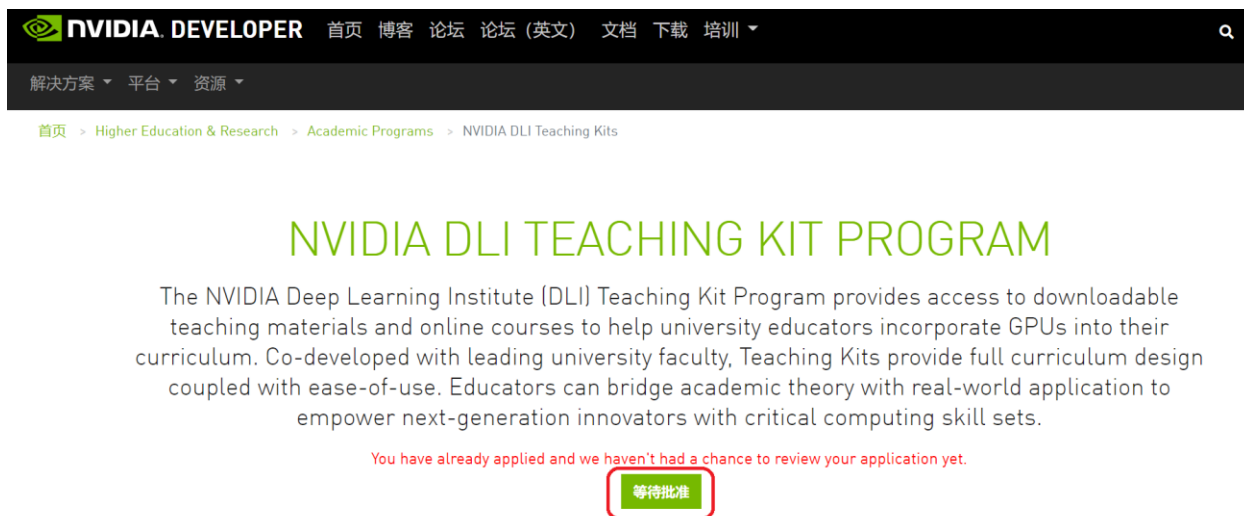 NVIDIA. DEVELOPER 首页 博客 论坛 论坛 (英文) 文档 下载 培训
解决方案 平台 资源
首页 > Higher Education & Research > Academic Programs > NVIDIA DLI Teaching Kits
NVIDIA DLI TEACHING KIT PROGRAM
The NVIDIA Deep Learning Institute (DLI) Teaching Kit Program provides access to downloadable
teaching materials and online courses to help university educators incorporate GPUs into their
curriculum. Co-developed with leading university faculty, Teaching Kits provide full curriculum design
coupled with ease-of-use. Educators can bridge academic theory with real-world application to
empower next-generation innovators with critical computing skill sets.
You have already applied and we haven't had a chance to review your application yet.
等待批准